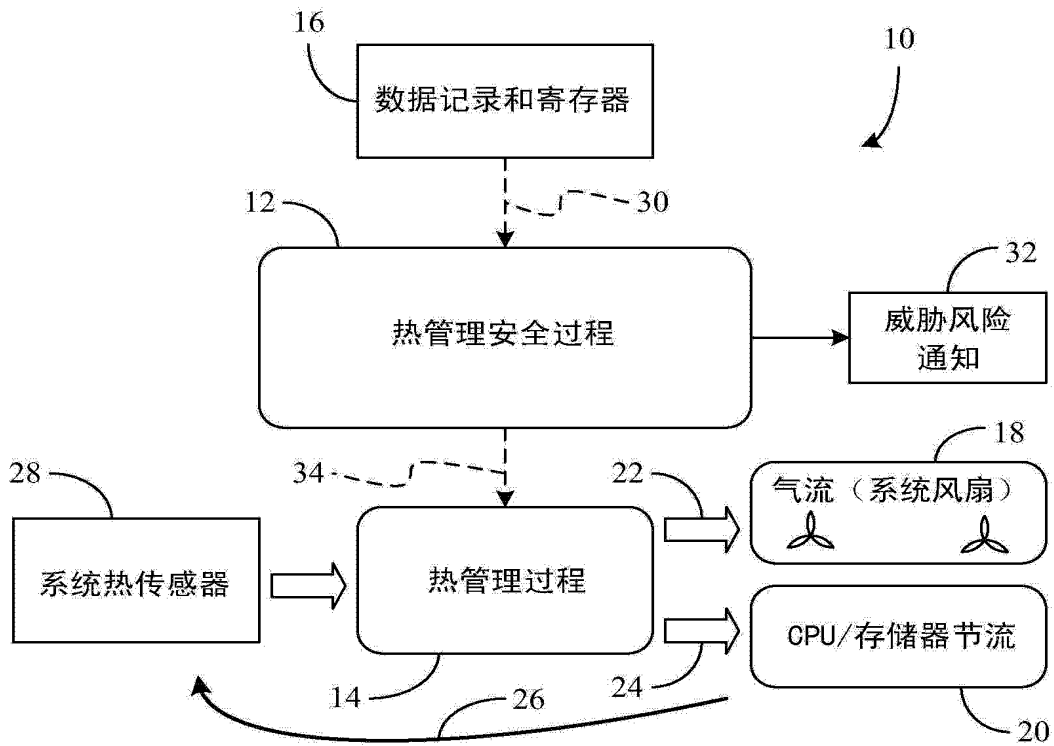 16
10
数据记录和寄存器
12
30
32
热管理安全过程
威胁风险
通知
28
34
22
18
气流（系统风扇）
系统热传感器
热管理过程
CPU/存储器节流
14
26
24
20